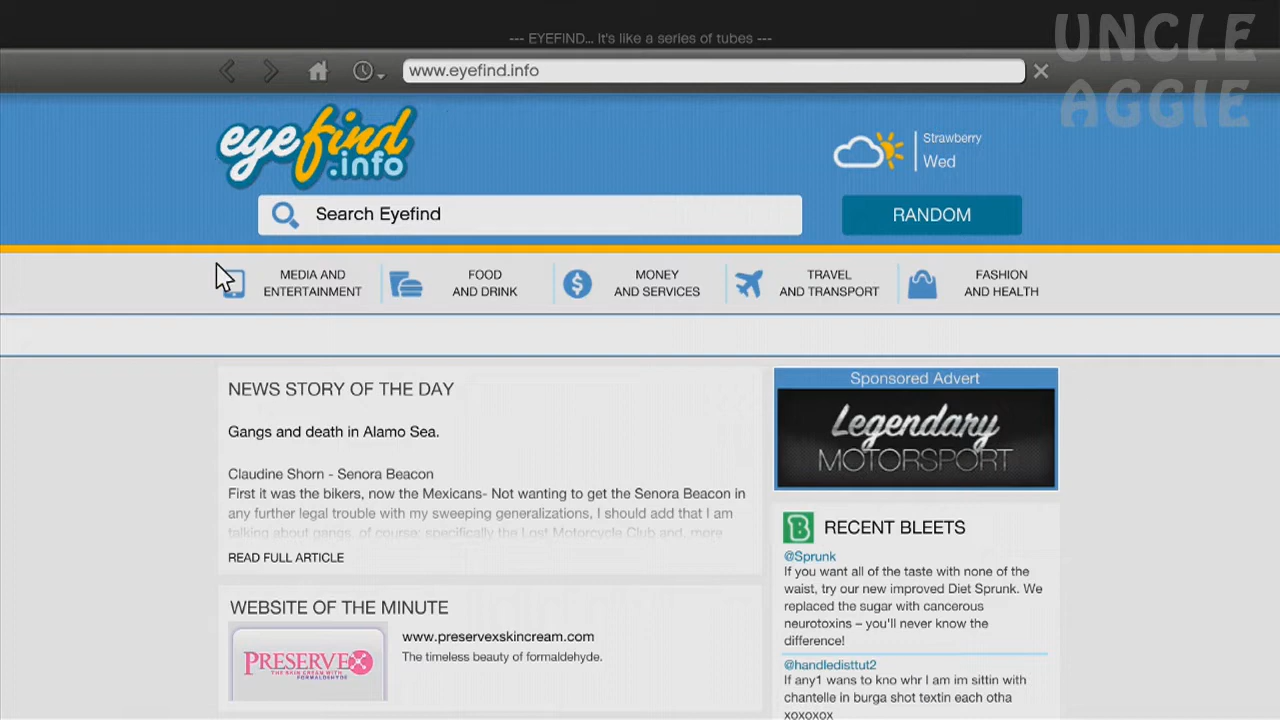 --- EYEFIND... It's like a series of tubes ---
UNCLE
AGGIE
www.eyefind.info
eyefind
.info
Strawberry
Wed
Search Eyefind
RANDOM
MEDIA AND
ENTERTAINMENT
FOOD
AND DRINK
MONEY
AND SERVICES
TRAVEL
AND TRANSPORT
FASHION
AND HEALTH
NEWS STORY OF THE DAY
Gangs and death in Alamo Sea.
Claudine Shorn - Senora Beacon
First it was the bikers, now the Mexicans- Not wanting to get the Senora Beacon in
any further legal trouble with my sweeping generalizations, I should add that I am
talking about gangs, of course: specifically the Lost Motorcycle Club and, more
READ FULL ARTICLE
WEBSITE OF THE MINUTE
PRESERVEX
THE SKIN CREAM WITH
FORMALDEHYDE
www.preservexskincream.com
The timeless beauty of formaldehyde.
Sponsored Advert
Legendary
MOTORSPORT
B
RECENT BLEETS
@Sprunk
If you want all of the taste with none of the
waist, try our new improved Diet Sprunk. We
replaced the sugar with cancerous
neurotoxins – you'll never know the
difference!
@handledisttut2
If any1 wants to kno whr I am im sittin with
chantelle in burga shot textin each otha
xoxoxox